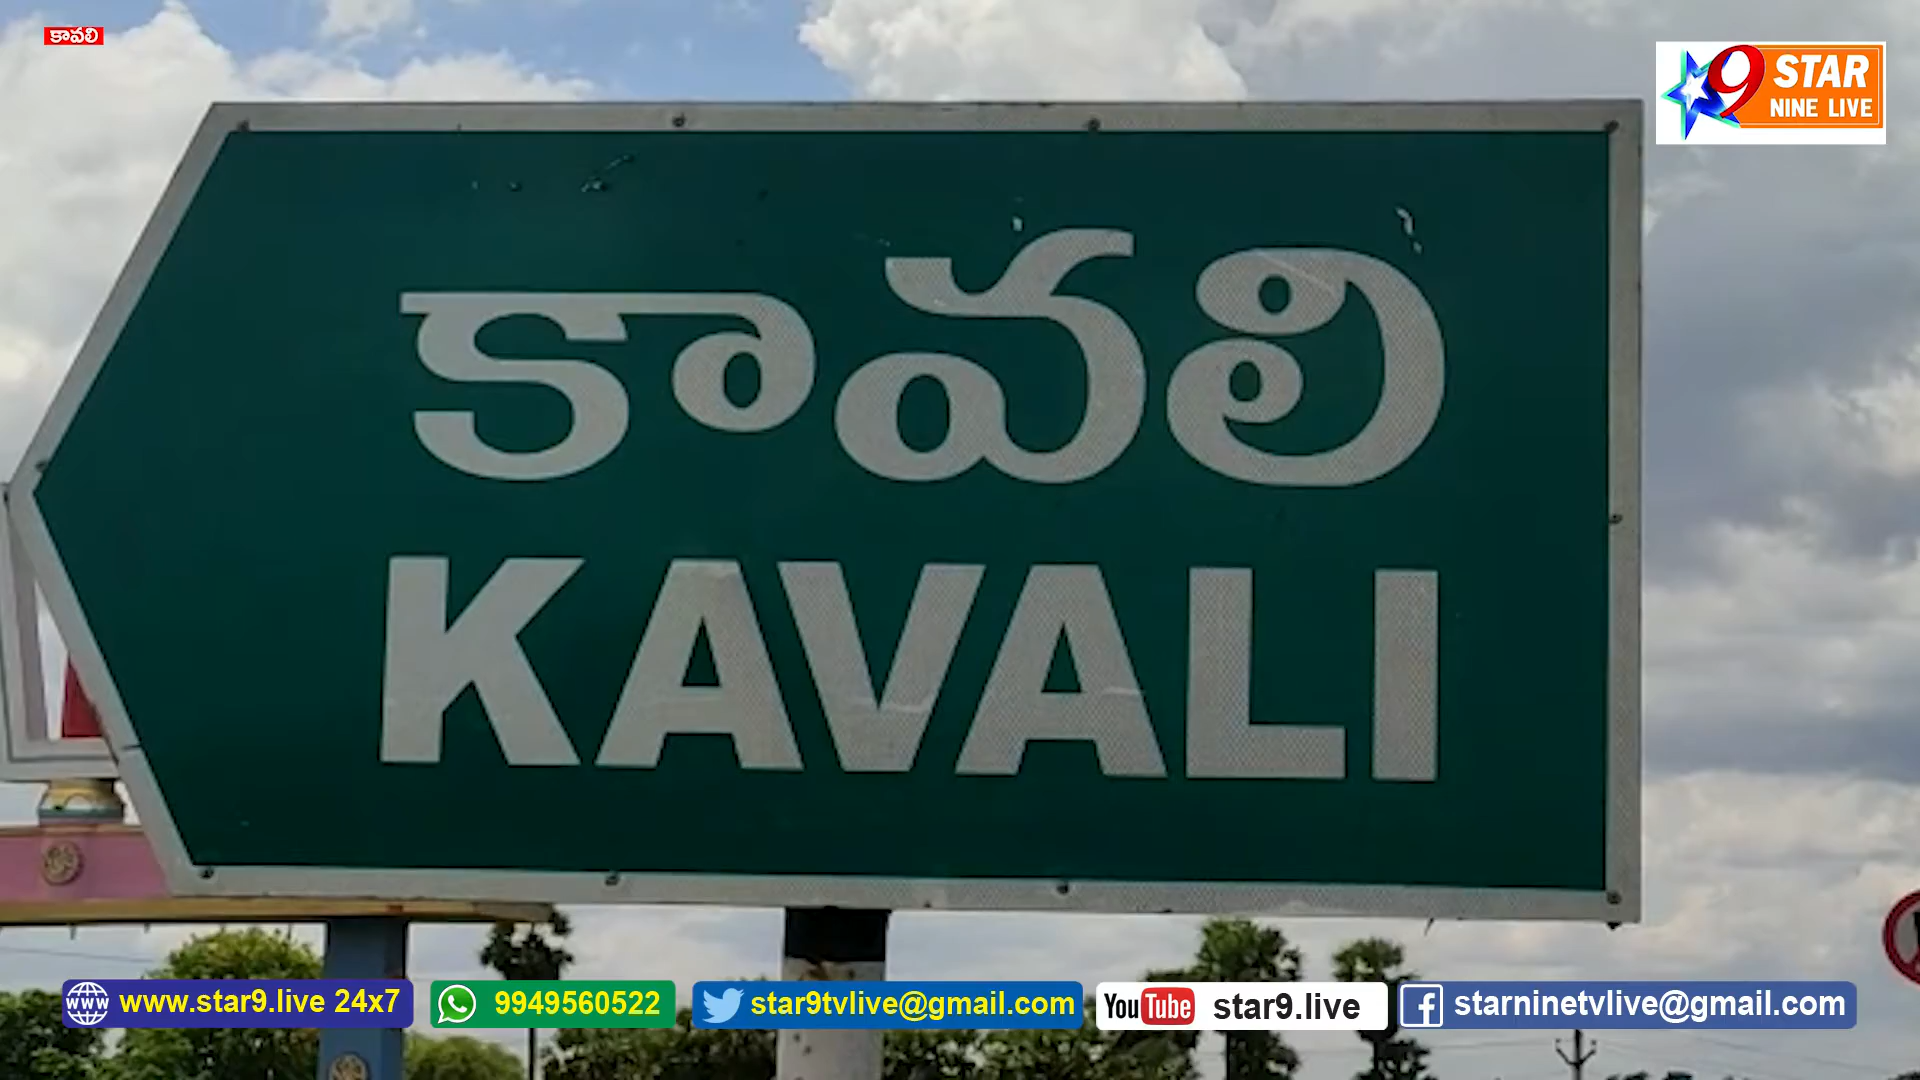 కావలి
9 STAR
NINE LIVE
కావలి
KAVALI
www.star9.live 24x7
9949560522
star9tvlive@gmail.com
YouTube star9.live
starninetvlive@gmail.com